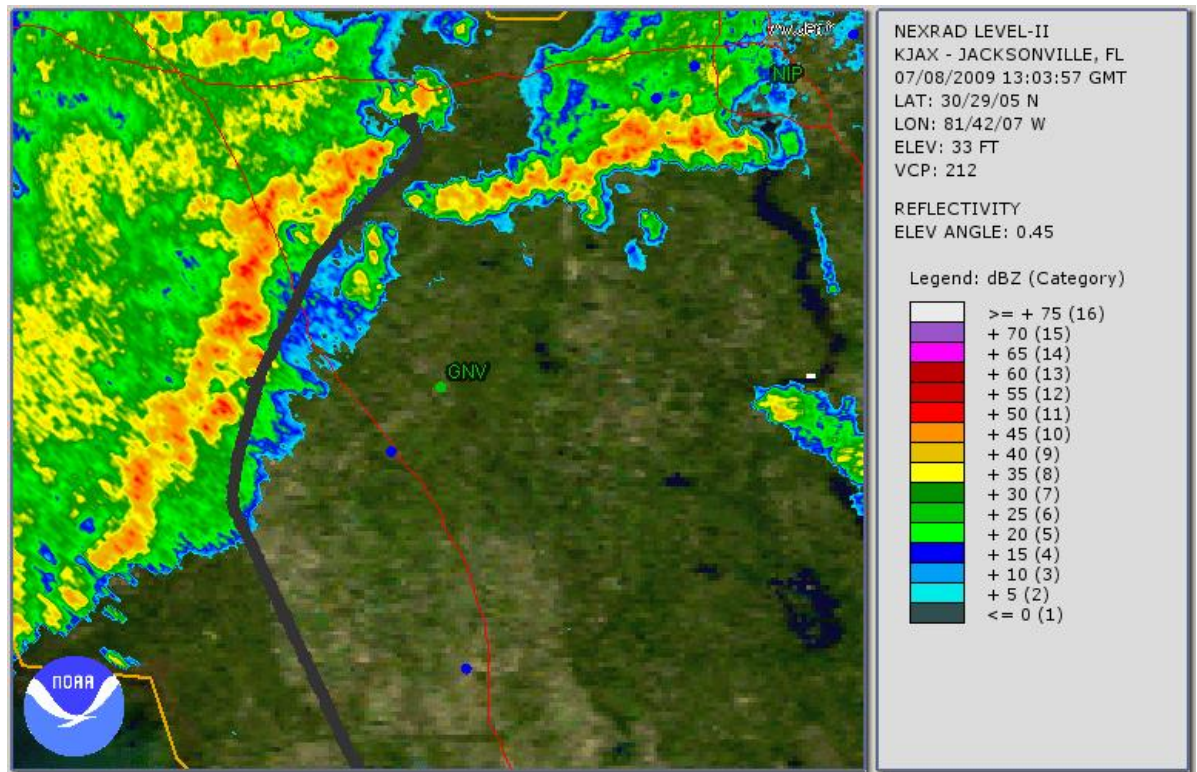 NIP
GNV
NOAA
NEXRAD LEVEL-II
KJAX - JACKSONVILLE, FL
07/08/2009 13:03:57 GMT
LAT: 30/29/05 N
LON: 81/42/07 W
ELEV: 33 FT
VCP: 212
REFLECTIVITY
ELEV ANGLE: 0.45
Legend: dBZ (Category)
>= + 75 (16)
+ 70 (15)
+ 65 (14)
+ 60 (13)
+ 55 (12)
+ 50 (11)
+ 45 (10)
+ 40 (9)
+ 35 (8)
+ 30 (7)
+ 25 (6)
+ 20 (5)
+ 15 (4)
+ 10 (3)
+ 5 (2)
<= 0 (1)